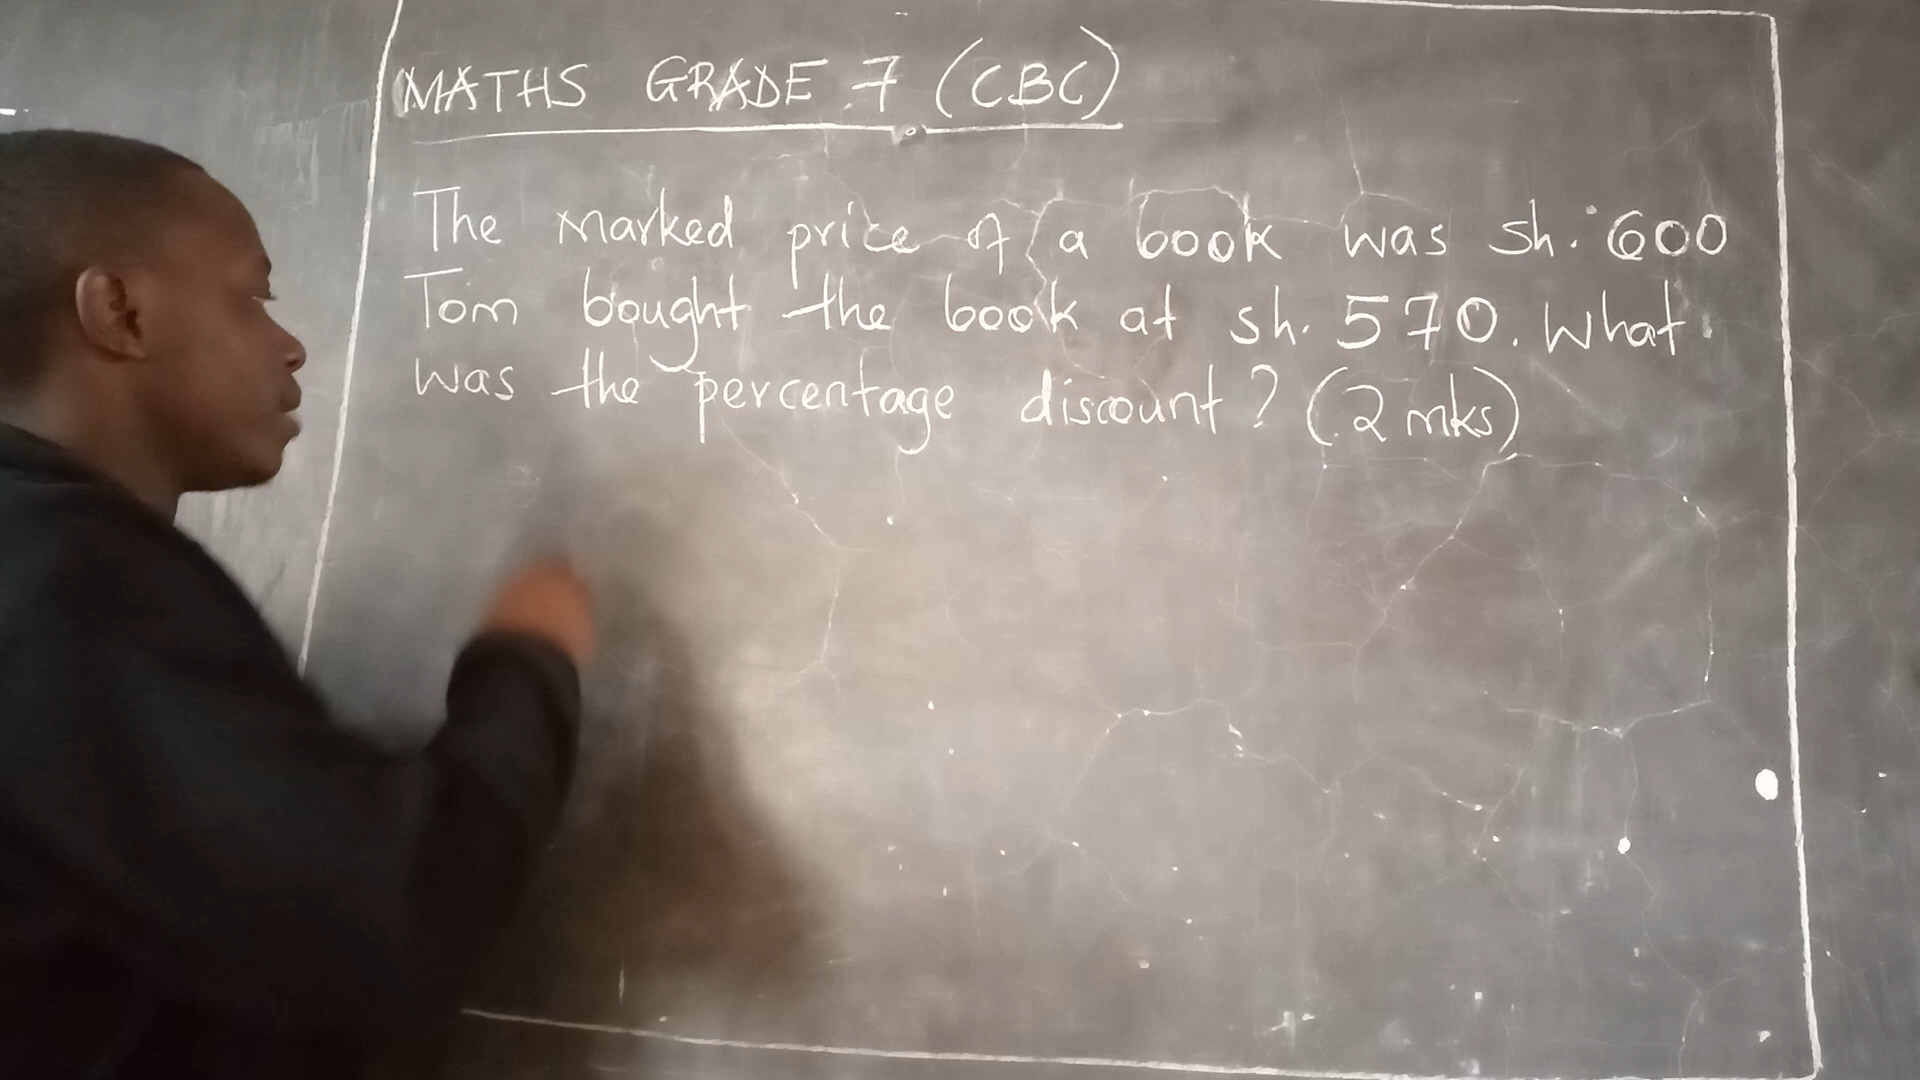 MATHS GRADE 7 (CBC)
The marked price of a book was sh. 600
Tom bought the book at sh. 570. What
was the percentage discount? (2 mks)